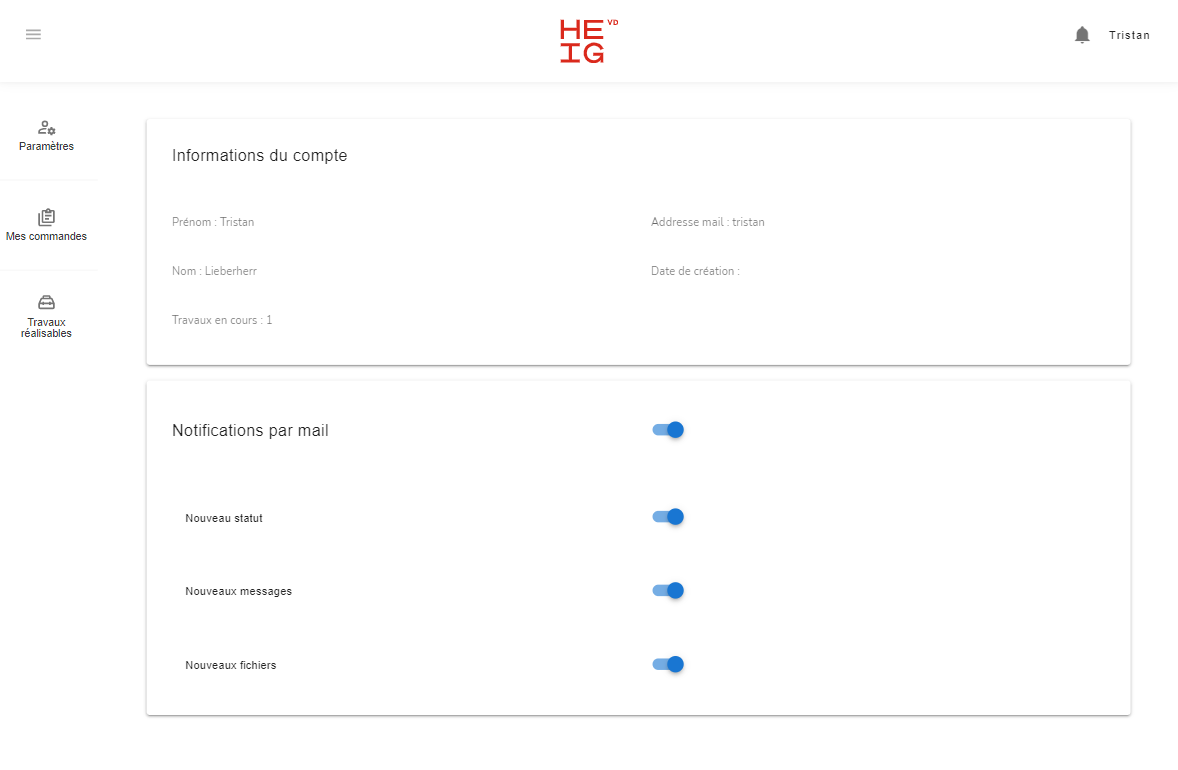 HE VD
IG
Tristan
Paramètres
Mes commandes
Travaux
réalisables
Informations du compte
Prénom : Tristan
Addresse mail : tristan
Nom : Lieberherr
Date de création :
Travaux en cours : 1
Notifications par mail
Nouveau statut
Nouveaux messages
Nouveaux fichiers